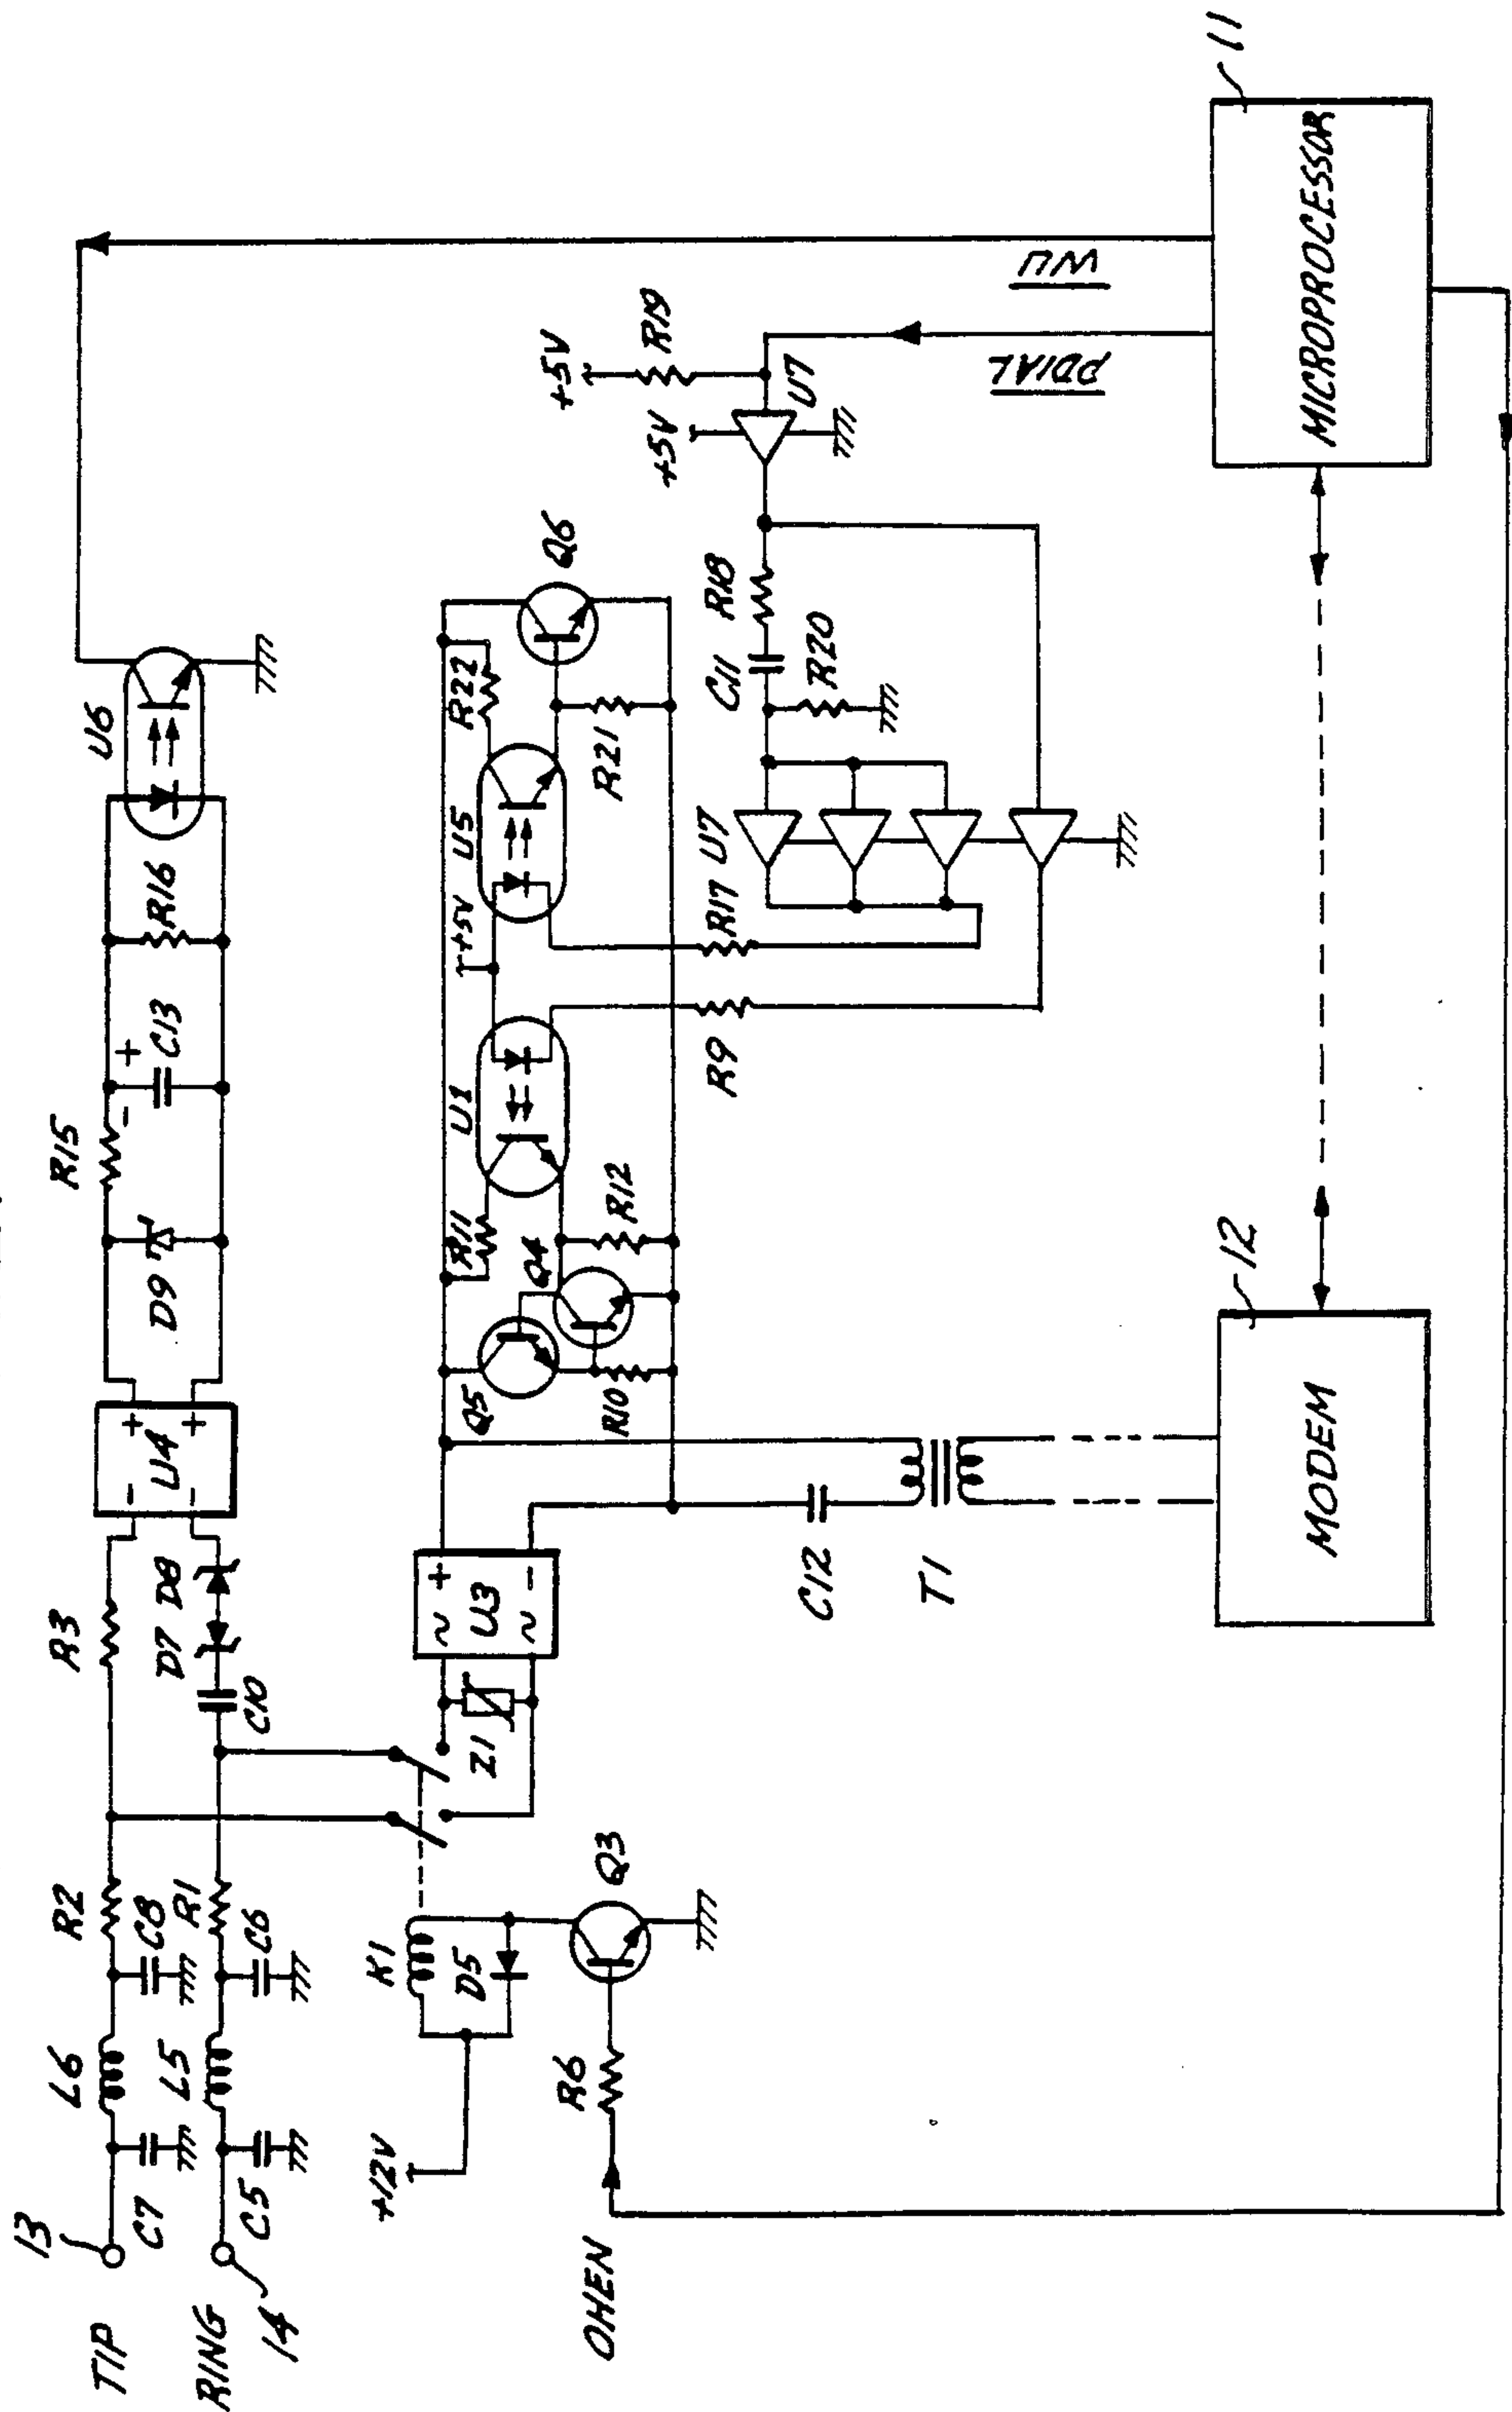 13
TIP
C7
L6
C8
R2
R3
RING
14
C5
L5
C6
R1
C10
D7
D8
- +
U4
- +
D9
R15
-
+
C13
R16
U6
+12V
K1
D5
Q3
R6
OHEN
Z1
~ +
U3
~ -
Q5
R10
Q4
R11
R12
U1
+5V
U5
R22
R21
Q6
R9
R17
U7
C11
R18
R20
+5V
U7
+5V
R19
PDIAL
WU
C12
T1
MODEM
12
MICROPROCESSOR
11